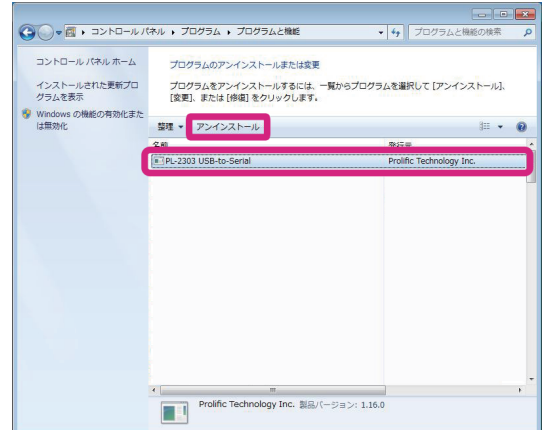 コントロール パネル ▸ プログラム ▸ プログラムと機能
プログラムと機能の検索
コントロール パネル ホーム
インストールされた更新プロ
グラムを表示
Windows の機能の有効化また
は無効化
プログラムのアンインストールまたは変更
プログラムをアンインストールするには、一覧からプログラムを選択して [アンインストール]、
[変更]、または [修復] をクリックします。
整理 アンインストール
名前 発行元
PL-2303 USB-to-Serial Prolific Technology Inc.
Prolific Technology Inc. 製品バージョン: 1.16.0